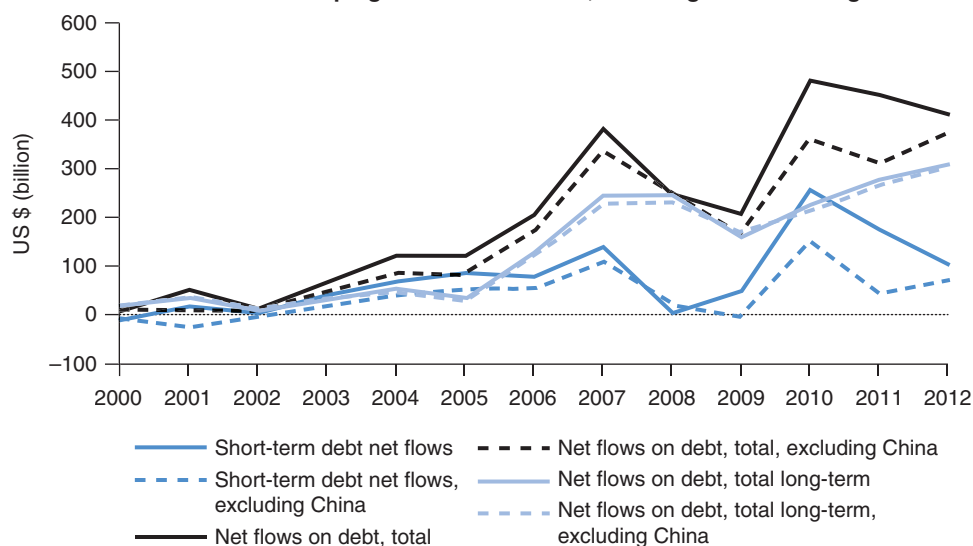 600
500
400
300
200
100
0
–100
US $ (billion)
2000 2001 2002 2003 2004 2005 2006 2007 2008 2009 2010 2011 2012
Short-term debt net flows
Short-term debt net flows,
excluding China
Net flows on debt, total
Net flows on debt, total, excluding China
Net flows on debt, total long-term
Net flows on debt, total long-term,
excluding China